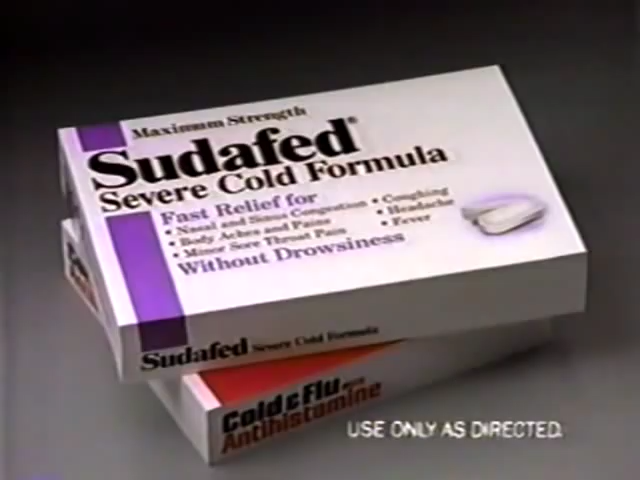 Maximum Strength
Sudafed®
Severe Cold Formula
Fast Relief for
• Nasal and Sinus Congestion • Coughing
• Body Aches and Pains • Headache
• Minor Sore Throat Pain • Fever
Without Drowsiness
Sudafed Severe Cold Formula
Cold & Flu with
Antihistamine
USE ONLY AS DIRECTED.